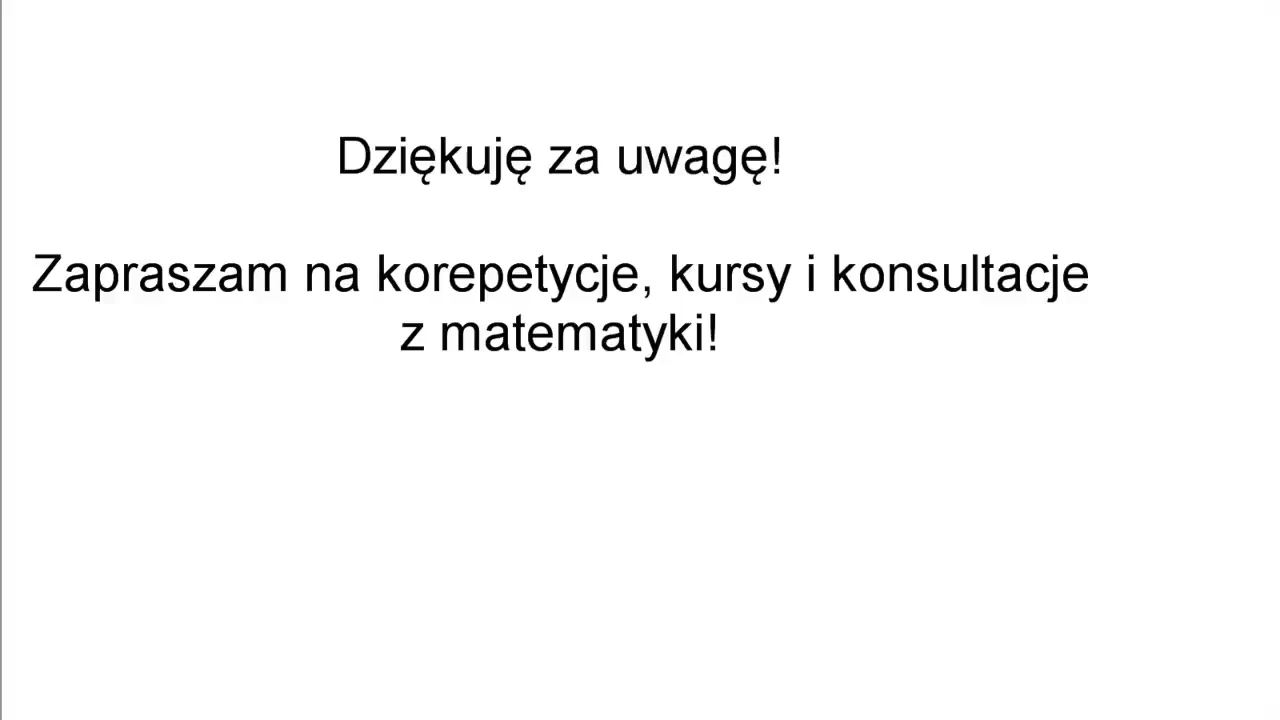 Dziękuję za uwagę!
Zapraszam na korepetycje, kursy i konsultacje
z matematyki!